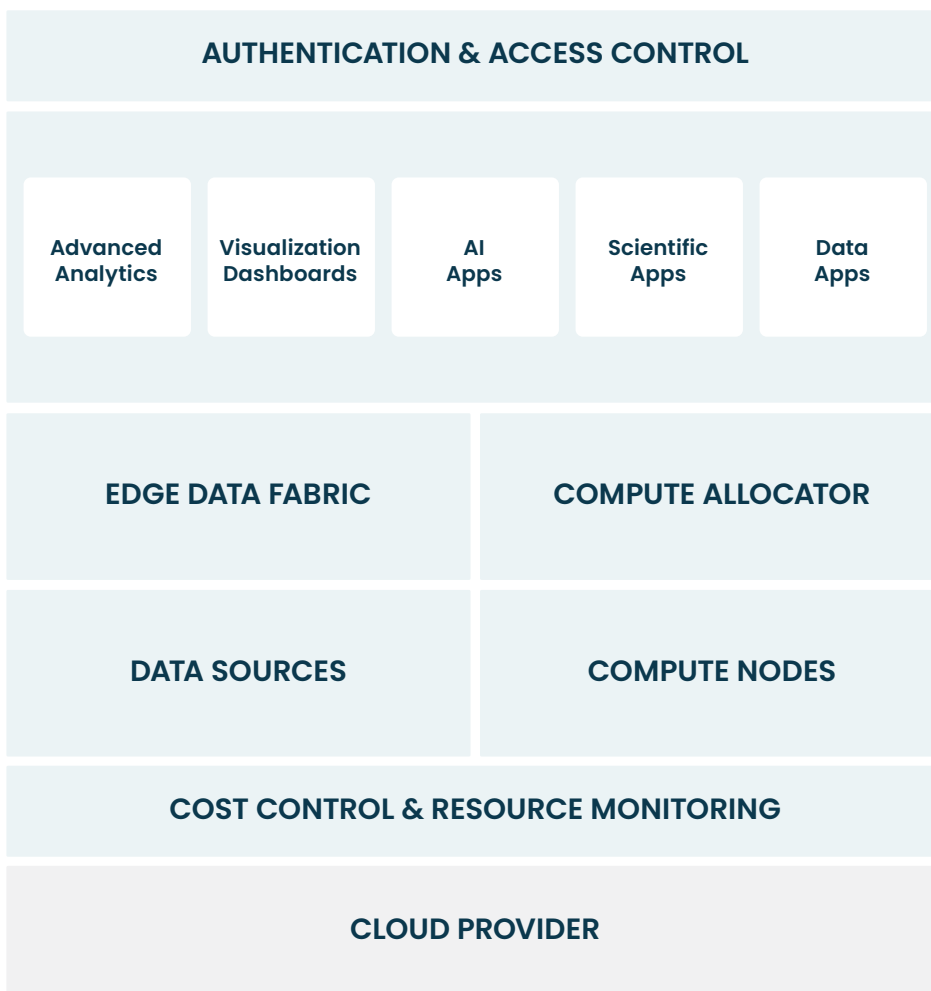 AUTHENTICATION & ACCESS CONTROL
Advanced
Analytics
Visualization
Dashboards
AI
Apps
Scientific
Apps
Data
Apps
EDGE DATA FABRIC
COMPUTE ALLOCATOR
DATA SOURCES
COMPUTE NODES
COST CONTROL & RESOURCE MONITORING
CLOUD PROVIDER